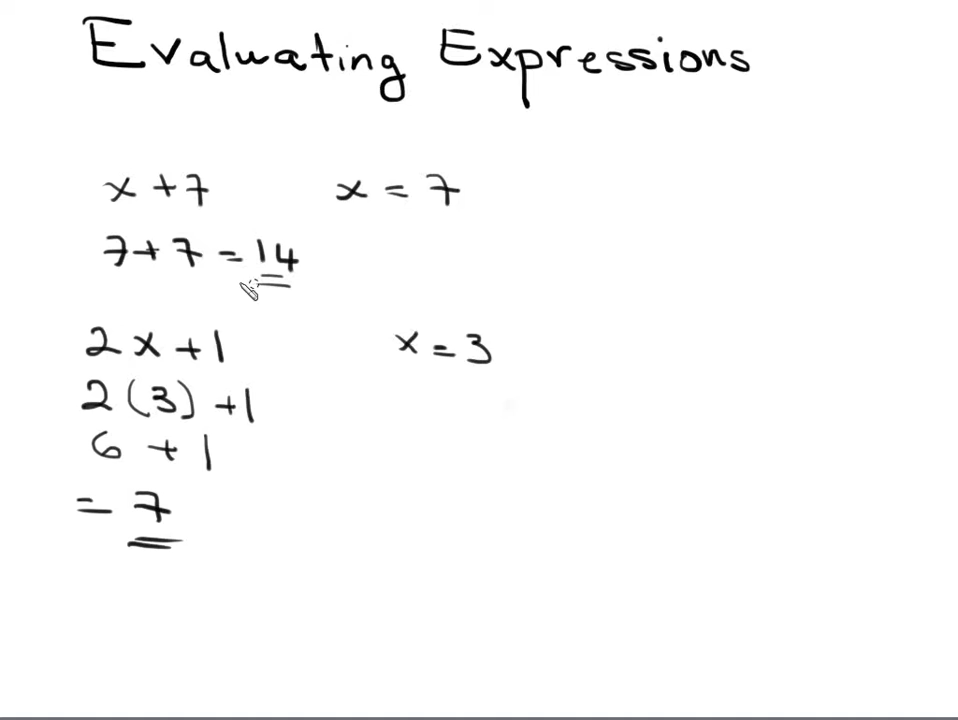 Evaluating Expressions
x + 7 x = 7
7 + 7 = 14
2x + 1 x = 3
2(3) + 1
6 + 1
= 7